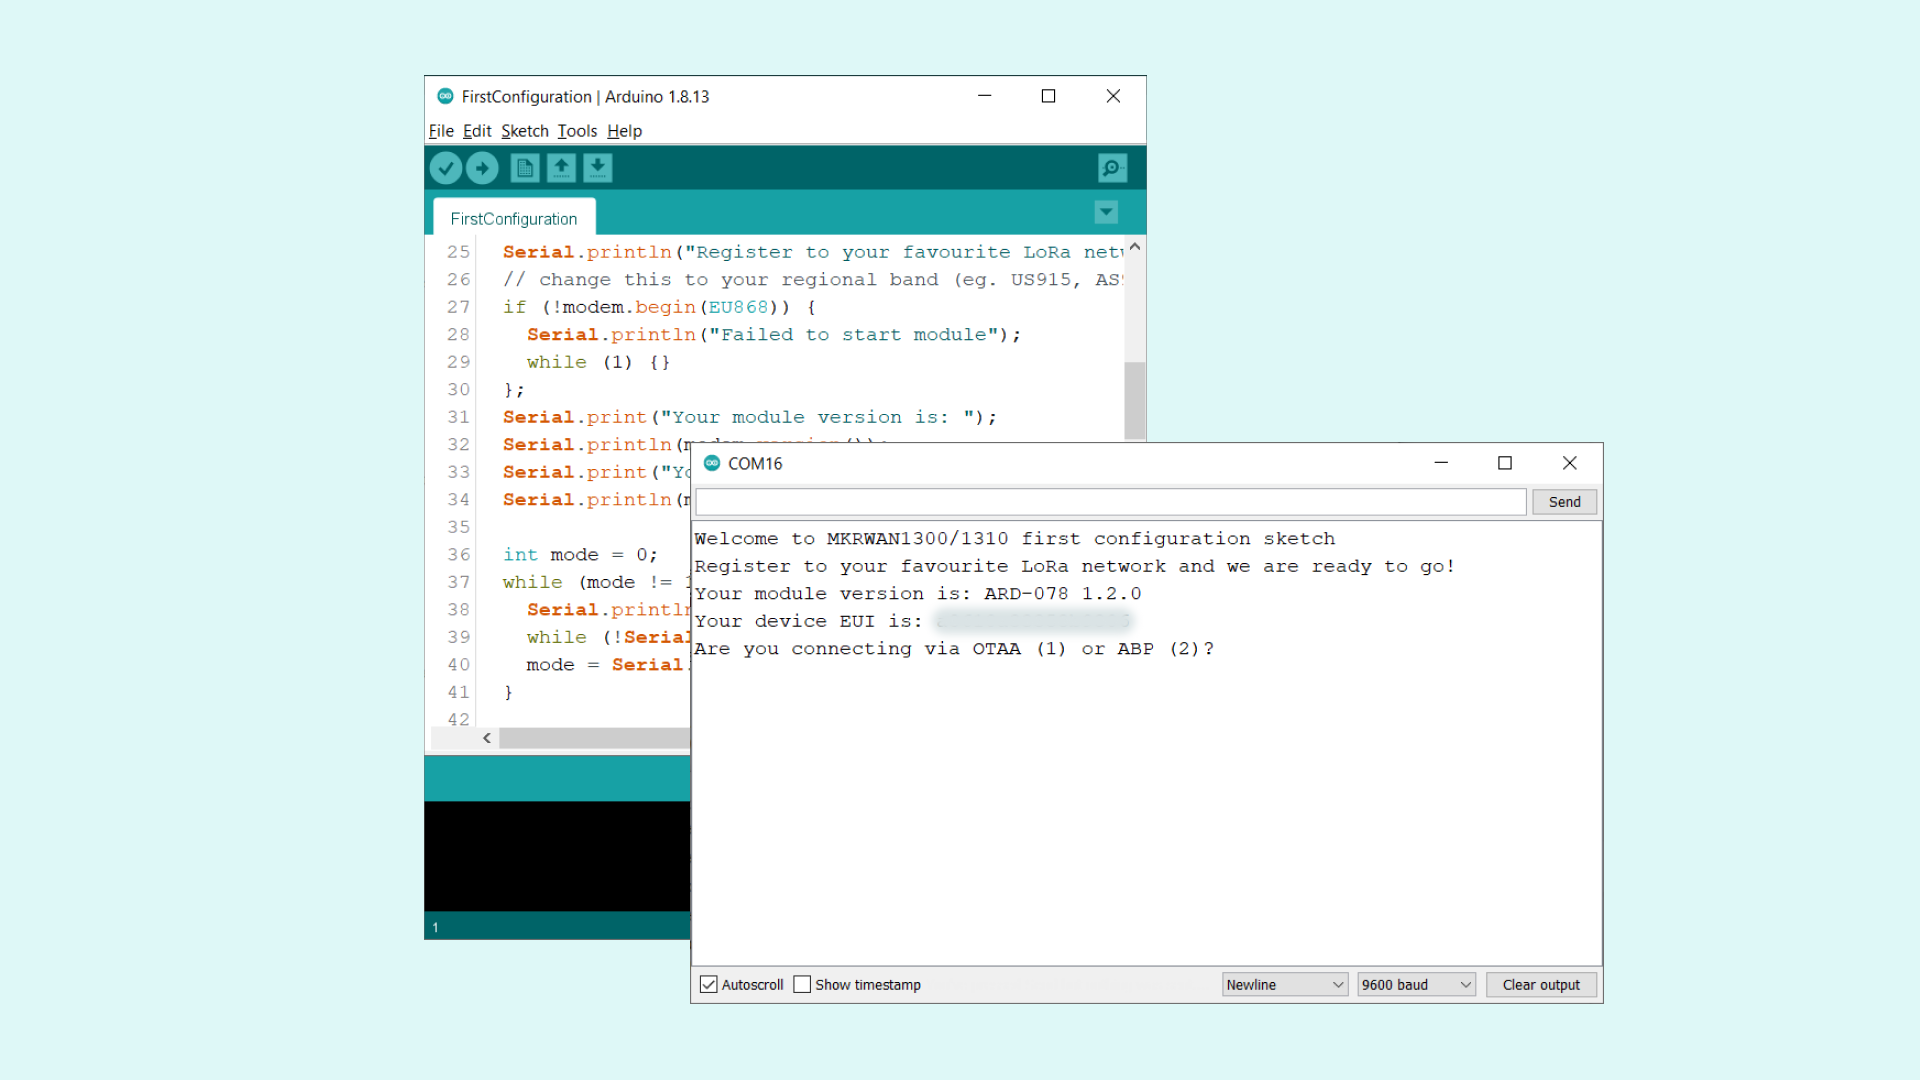 FirstConfiguration | Arduino 1.8.13
File Edit Sketch Tools Help
FirstConfiguration
25 Serial.println("Register to your favourite LoRa
26 // change this to your regional band (eg. US915,
27 if (!modem.begin(EU868)) {
28 Serial.println("Failed to start module");
29 while (1) {}
30 };
31 Serial.print("Your module version is: ");
32 Serial.println(modem.version());
33 Serial.print("Yo
34 Serial.println(
35
36 int mode = 0;
37 while (mode !=
38 Serial.println
39 while (!Serial
40 mode = Serial.
41 }
42
1
COM16
Send
Welcome to MKRWAN1300/1310 first configuration sketch
Register to your favourite LoRa network and we are ready to go!
Your module version is: ARD-078 1.2.0
Your device EUI is:
Are you connecting via OTAA (1) or ABP (2)?
Autoscroll Show timestamp Newline 9600 baud Clear output